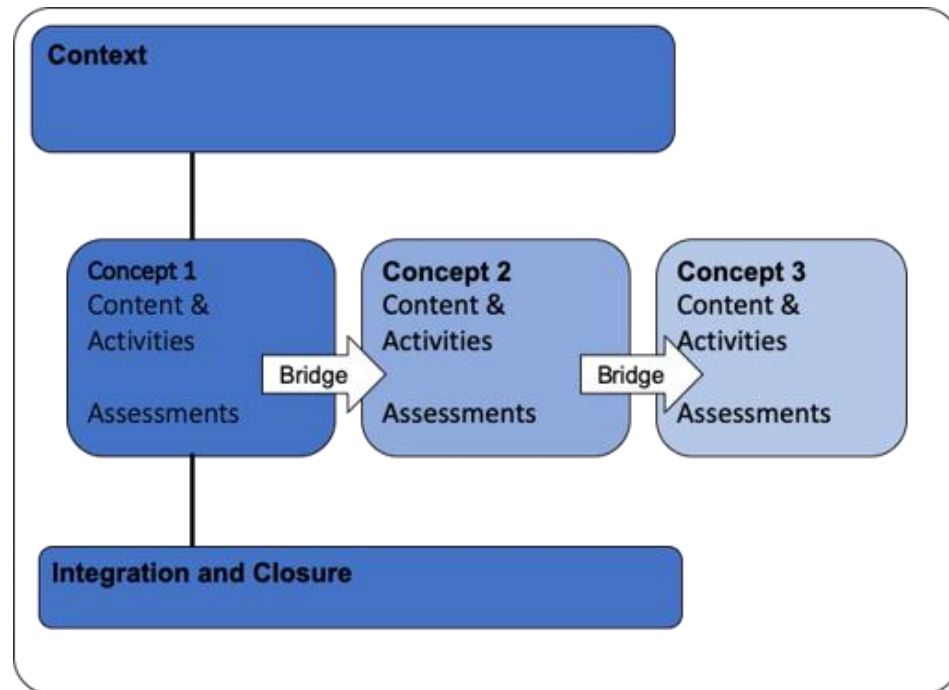 Context
Concept 1
Content &
Activities
Assessments
Bridge
Concept 2
Content &
Activities
Assessments
Bridge
Concept 3
Content &
Activities
Assessments
Integration and Closure